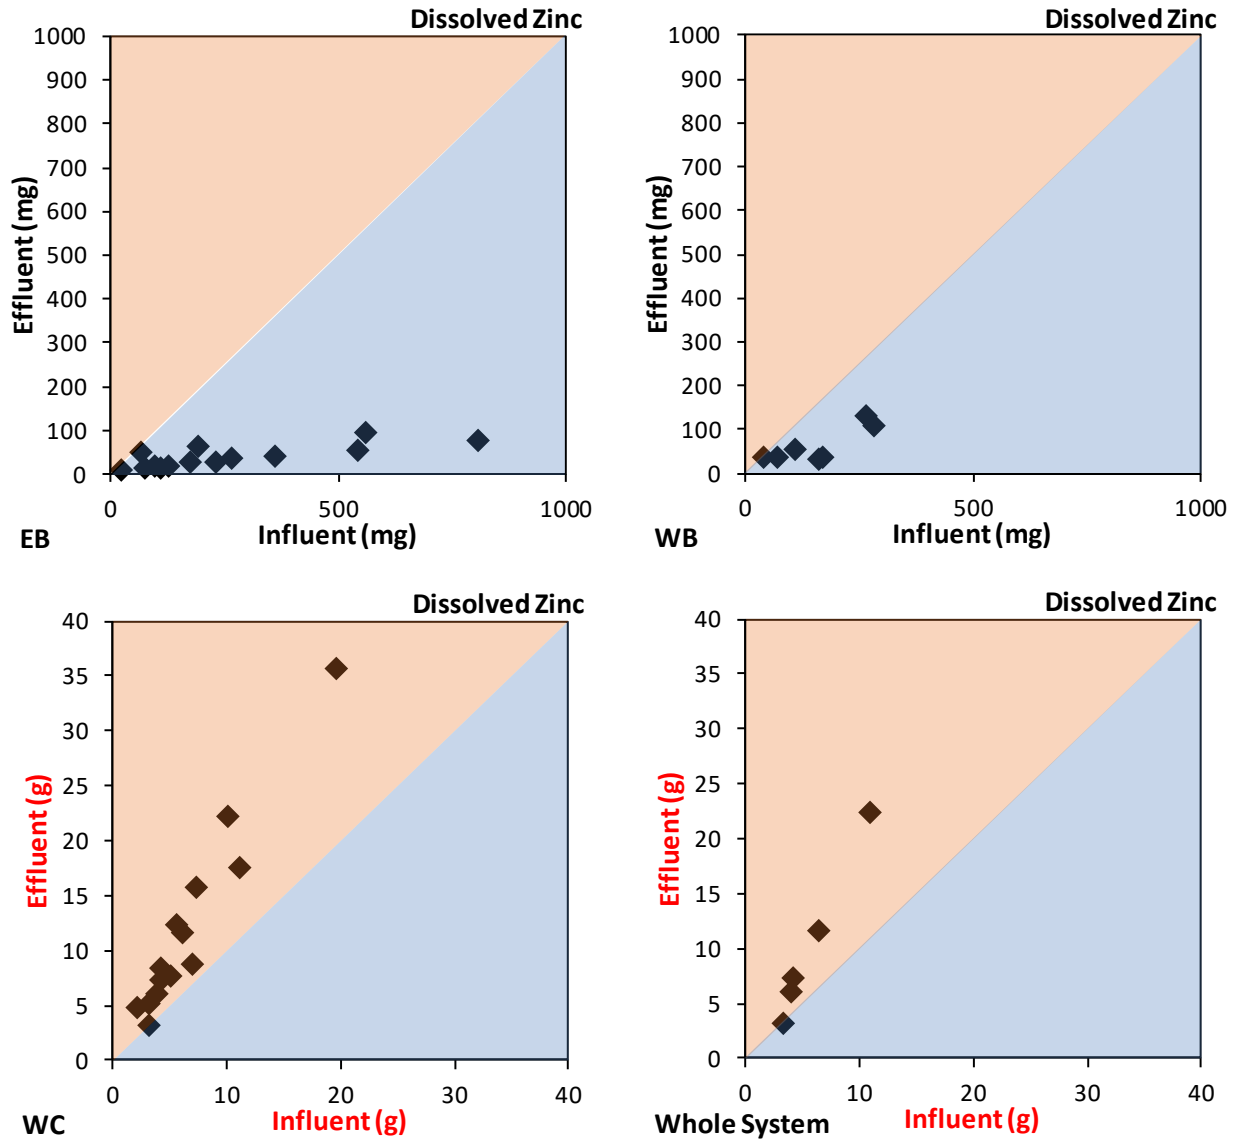 Dissolved Zinc
1000
900
800
700
600
500
400
300
200
100
0
Effluent (mg)
0 500 1000
Influent (mg)
EB
Dissolved Zinc
1000
900
800
700
600
500
400
300
200
100
0
Effluent (mg)
0 500 1000
Influent (mg)
WB
Dissolved Zinc
40
35
30
25
20
15
10
5
0
Effluent (g)
0 10 20 30 40
Influent (g)
WC
Dissolved Zinc
40
35
30
25
20
15
10
5
0
Effluent (g)
0 10 20 30 40
Influent (g)
Whole System